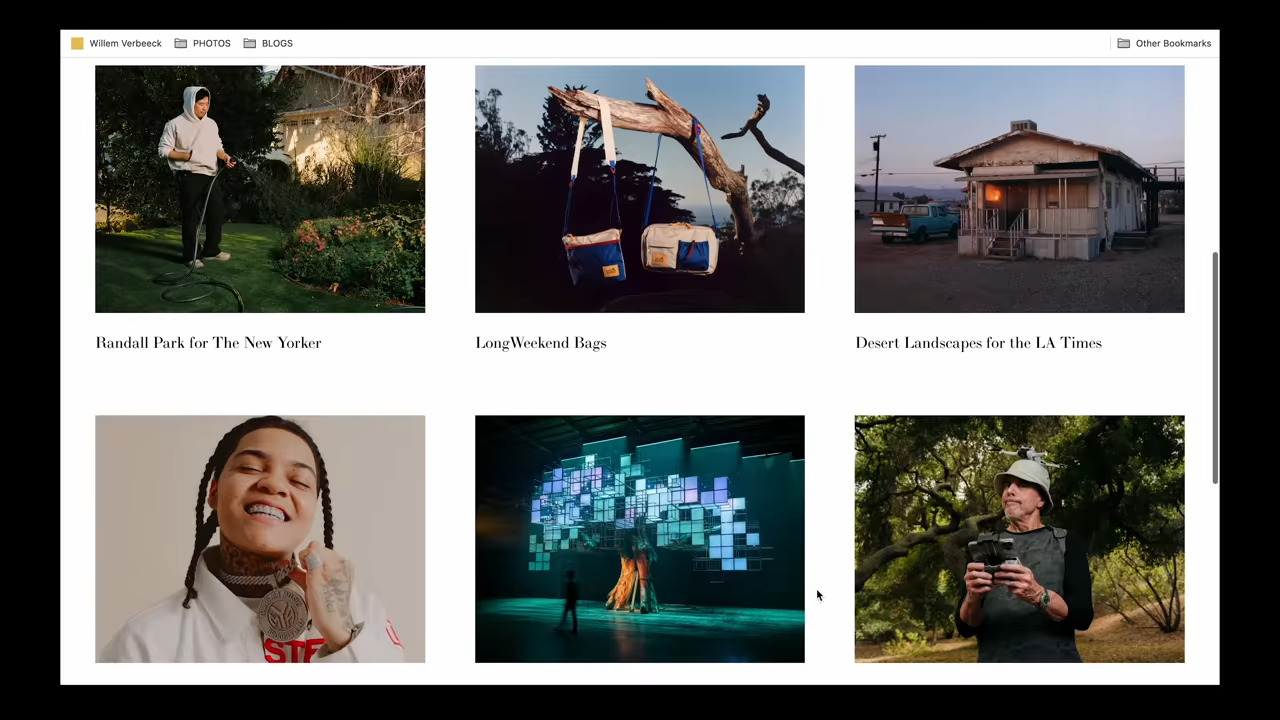 Willem Verbeeck PHOTOS BLOGS Other Bookmarks
Randall Park for The New Yorker LongWeekend Bags Desert Landscapes for the LA Times
STE